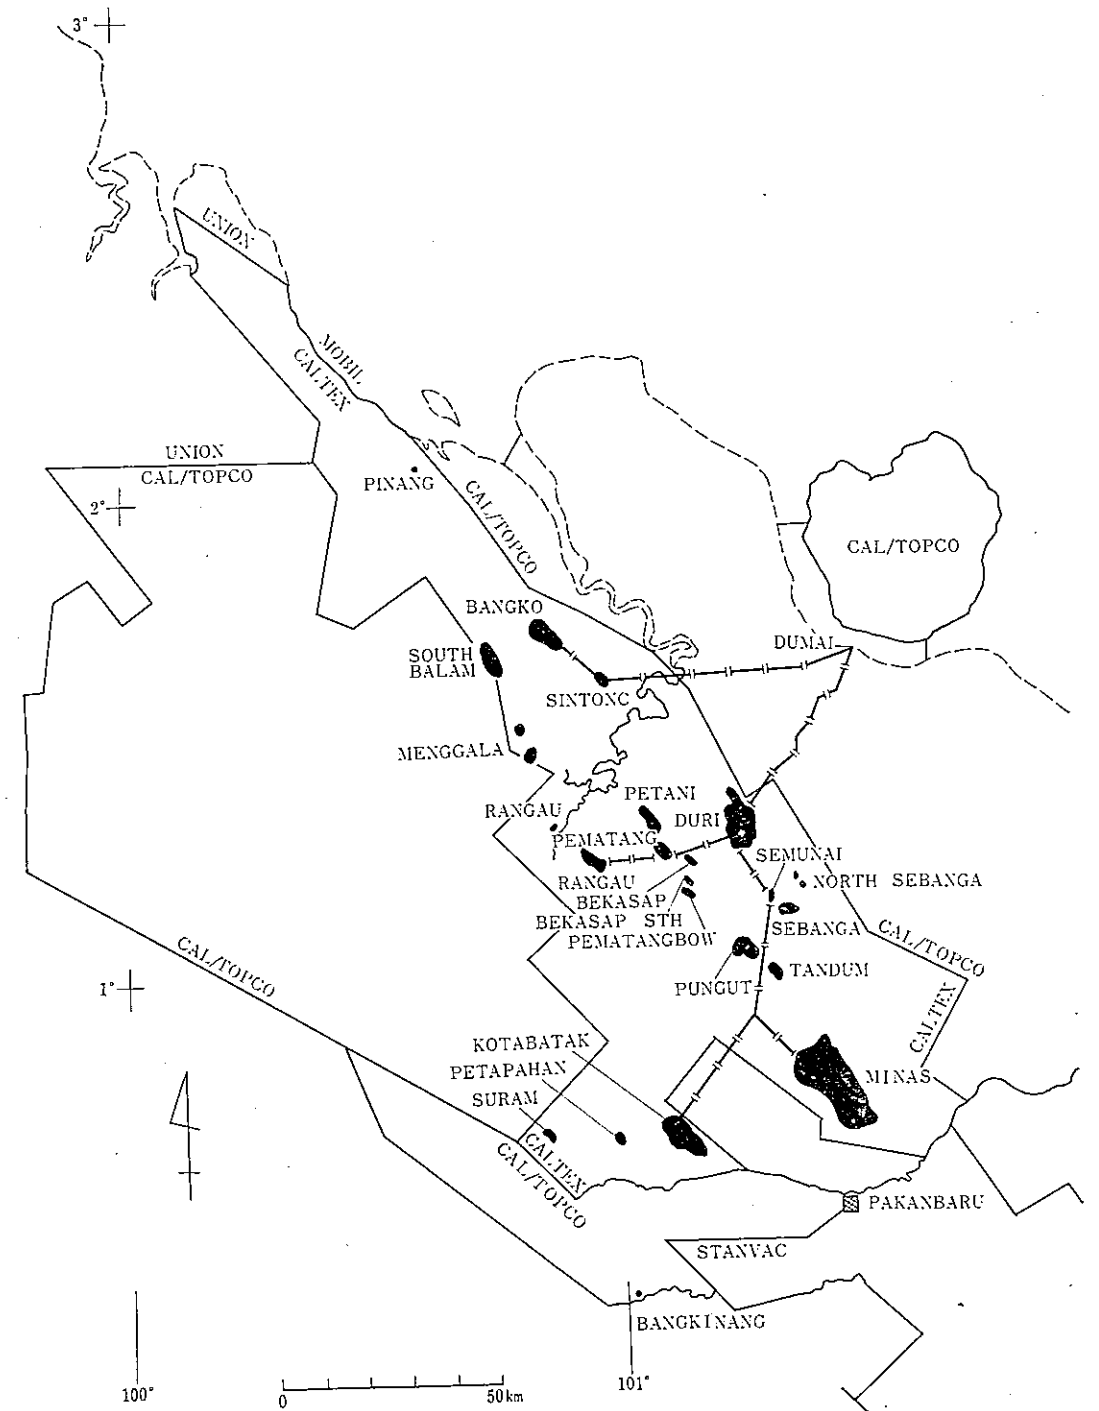 3°
UNION
MOBIL
CALTEX
UNION
CAL/TOPCO
PINANG
2°
CAL/TOPCO
CAL/TOPCO
BANGKO
DUMAI
SOUTH
BALAM
SINTONC
MENGGALA
PETANI
RANGAU
DURI
PEMATANG
SEMUNAI
RANGAU
NORTH SEBANGA
BEKASAP
BEKASAP STH
SEBANGA
PEMATANGBOW
CAL/TOPCO
CAL/TOPCO
TANDUM
1°
PUNGUT
CALTEX
KOTABATAK
PETAPAHAN
MINAS
SURAM
CALTEX
CAL/TOPCO
PAKANBARU
STANVAC
BANGKINANG
100°
0
50km
101°